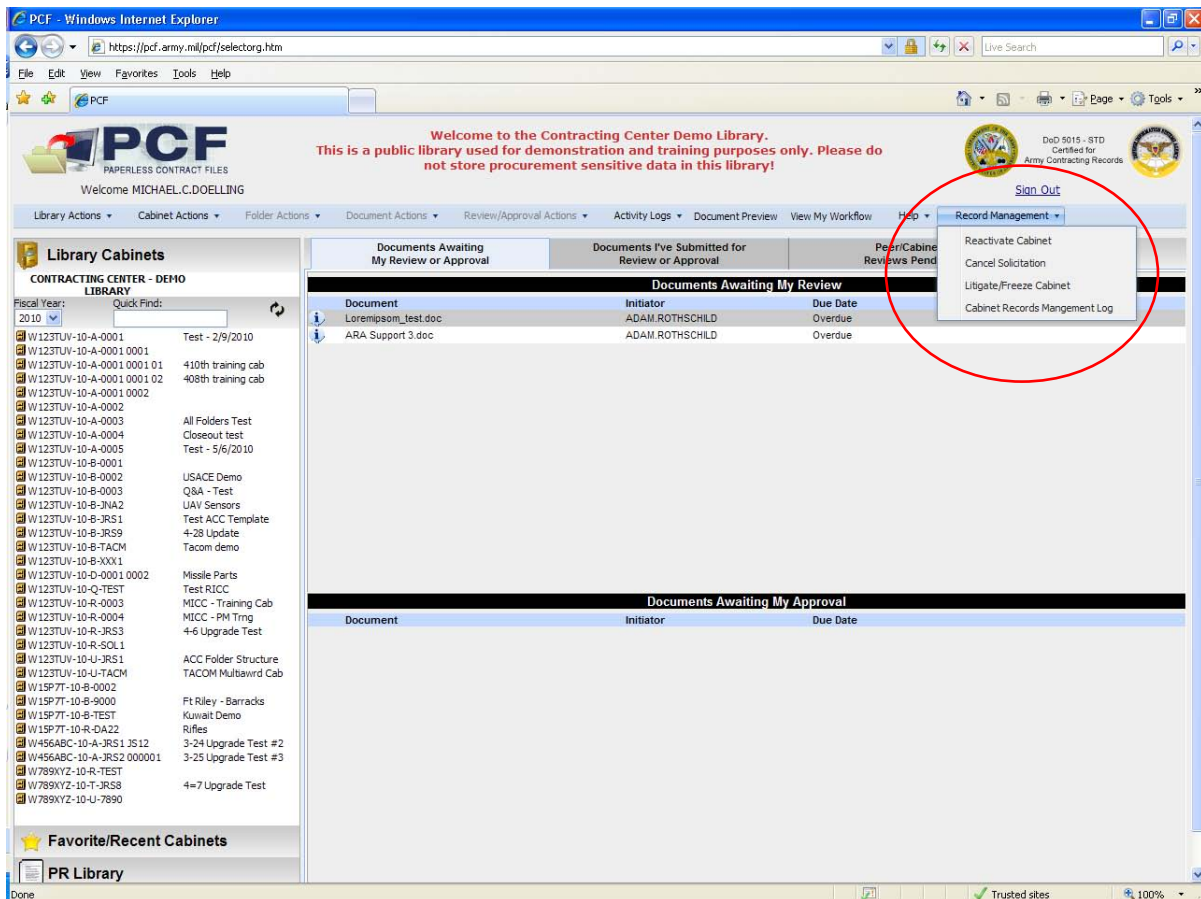 PCF - Windows Internet Explorer
https://pcf.army.mil/pcf/selectorg.htm
Live Search
File Edit View Favorites Tools Help
PCF
Page Tools
PCF
PAPERLESS CONTRACT FILES
Welcome MICHAEL.C.DOELLING
Welcome to the Contracting Center Demo Library.
This is a public library used for demonstration and training purposes only. Please do
not store procurement sensitive data in this library!
DoD 5015 - STD
Certified for
Army Contracting Records
Sign Out
Library Actions Cabinet Actions Folder Actions Document Actions Review/Approval Actions Activity Logs Document Preview View My Workflow Help Record Management
Reactivate Cabinet
Cancel Solicitation
Litigate/Freeze Cabinet
Cabinet Records Mangement Log
Library Cabinets
CONTRACTING CENTER - DEMO
LIBRARY
Fiscal Year: Quick Find:
2010
W123TUV-10-A-0001 Test - 2/9/2010
W123TUV-10-A-0001 0001
W123TUV-10-A-0001 0001 01 410th training cab
W123TUV-10-A-0001 0001 02 408th training cab
W123TUV-10-A-0001 0002
W123TUV-10-A-0002
W123TUV-10-A-0003 All Folders Test
W123TUV-10-A-0004 Closeout test
W123TUV-10-A-0005 Test - 5/6/2010
W123TUV-10-B-0001
W123TUV-10-B-0002 USACE Demo
W123TUV-10-B-0003 Q&A - Test
W123TUV-10-B-JNA2 UAV Sensors
W123TUV-10-B-JRS1 Test ACC Template
W123TUV-10-B-JRS9 4-28 Update
W123TUV-10-B-TACM Tacom demo
W123TUV-10-B-XXX1
W123TUV-10-D-0001 0002 Missile Parts
W123TUV-10-Q-TEST Test RICC
W123TUV-10-R-0003 MICC - Training Cab
W123TUV-10-R-0004 MICC - PM Trng
W123TUV-10-R-JRS3 4-6 Upgrade Test
W123TUV-10-R-SOL1
W123TUV-10-U-JRS1 ACC Folder Structure
W123TUV-10-U-TACM TACOM Multiawrd Cab
W15P7T-10-B-0002
W15P7T-10-B-9000 Ft Riley - Barracks
W15P7T-10-B-TEST Kuwait Demo
W15P7T-10-R-DA22 Rifles
W456ABC-10-A-JRS1 JS12 3-24 Upgrade Test #2
W456ABC-10-A-JRS2 000001 3-25 Upgrade Test #3
W789XYZ-10-R-TEST
W789XYZ-10-T-JRS8 4=7 Upgrade Test
W789XYZ-10-U-7890
Favorite/Recent Cabinets
PR Library
Documents Awaiting
My Review or Approval
Documents I've Submitted for
Review or Approval
Peer/Cabine
Reviews Pend
Documents Awaiting My Review
Document Initiator Due Date
Loremipsom_test.doc ADAM.ROTHSCHILD Overdue
ARA Support 3.doc ADAM.ROTHSCHILD Overdue
Documents Awaiting My Approval
Document Initiator Due Date
Done
Trusted sites
100%